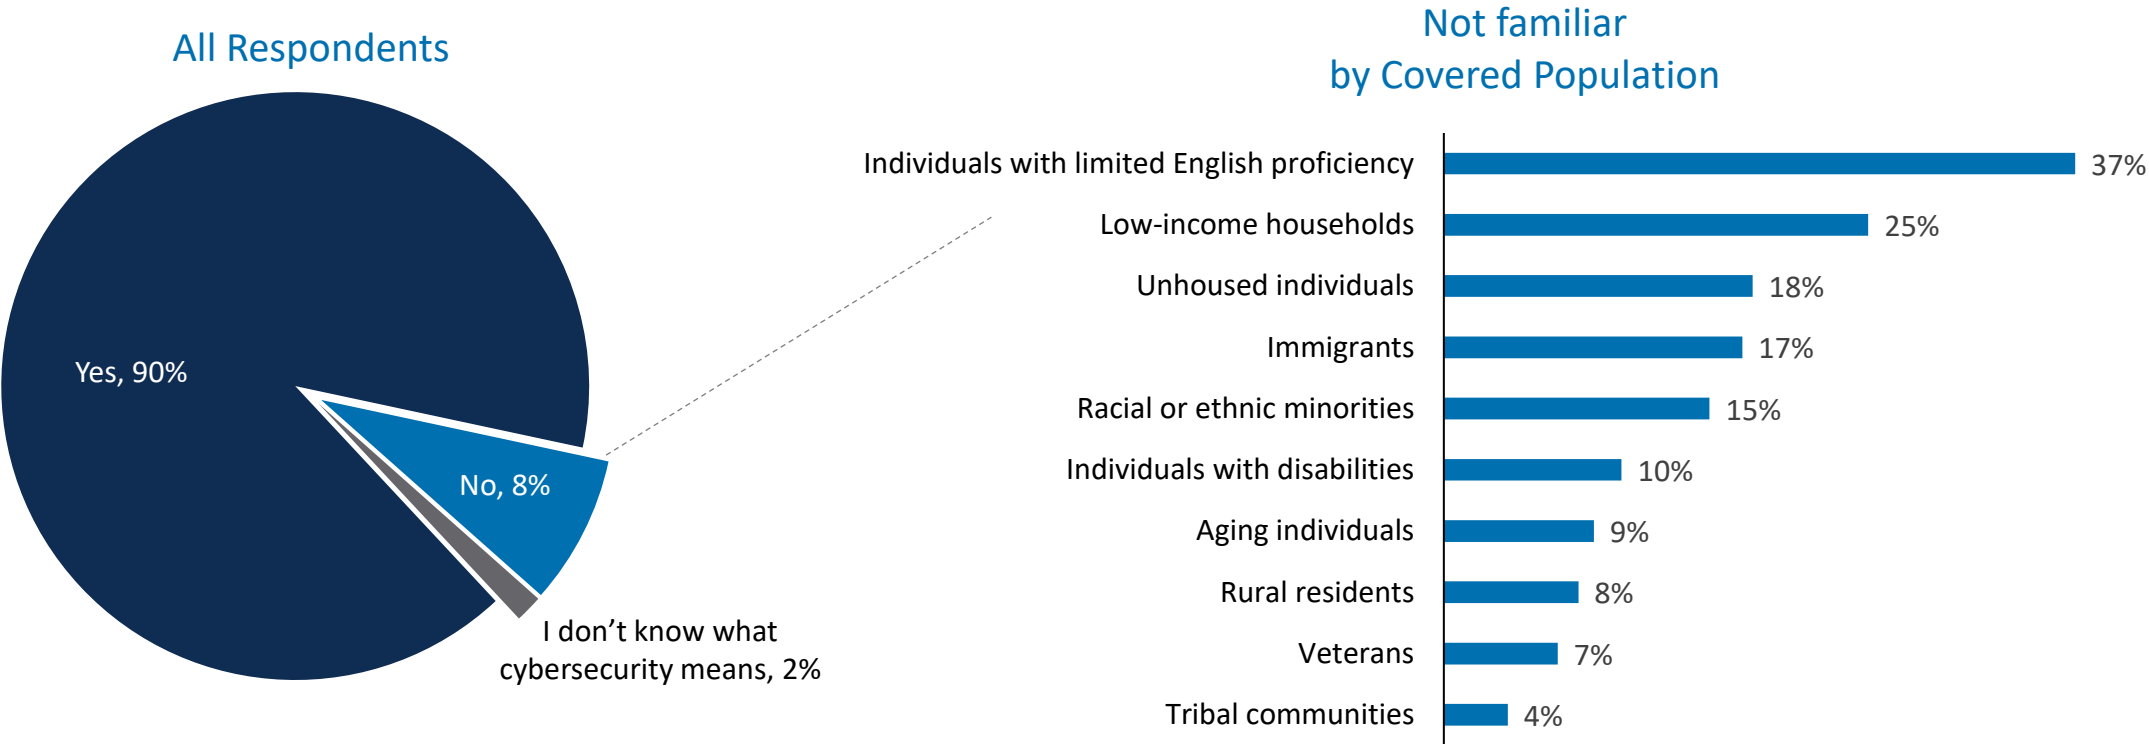 All Respondents
Yes, 90%
No, 8%
I don’t know what
cybersecurity means, 2%
Not familiar
by Covered Population
Individuals with limited English proficiency 37%
Low-income households 25%
Unhoused individuals 18%
Immigrants 17%
Racial or ethnic minorities 15%
Individuals with disabilities 10%
Aging individuals 9%
Rural residents 8%
Veterans 7%
Tribal communities 4%